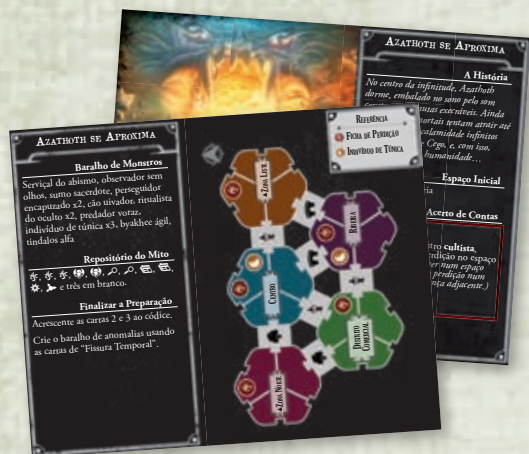 AZATHOTH SE APROXIMA
Baralho de Monstros
Serviçal do abismo, observador sem
olhos, sumo sacerdote, perseguidor
encapuzado x2, cão uivador, ritualista
do oculto x2, predador voraz,
indivíduo de túnica x3, byakhee ágil,
tindalos alfa
Repositório do Mito
e três em branco.
Finalizar a Preparação
Acrescente as cartas 2 e 3 ao códice.
Crie o baralho de anomalias usando
as cartas de “Fissura Temporal”.
REFERÊNCIA
FICHA DE PERDIÇÃO
INDIVÍDUO DE TÚNICA
ZONA LESTE
RIBEIRA
CENTRO
DISTRITO
COMERCIAL
ZONA NORTE
AZATHOTH SE APROXIMA
A História
No centro da infinitude, Azathoth
dorme, embalado no sono pelo som
Ainda
mortais tentam atrair até
calamidade infinitos
Cego, e, com isso,
humanidade…
Espaço Inicial
Acerto de Contas
cultista,
perdição no espaço
num espaço
perdição num
adjacente.)